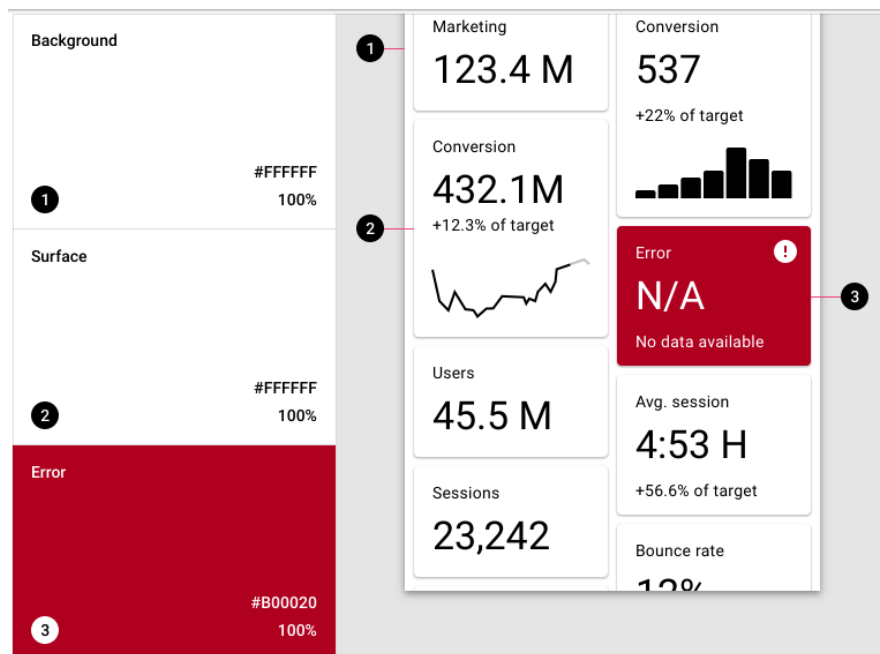 Background
#FFFFFF
1
100%
Surface
#FFFFFF
2
100%
Error
#B00020
3
100%
1
Marketing
123.4 M
Conversion
432.1M
2
+12.3% of target
Users
45.5 M
Sessions
23,242
Conversion
537
+22% of target
Error
!
N/A
3
No data available
Avg. session
4:53 H
+56.6% of target
Bounce rate
12%